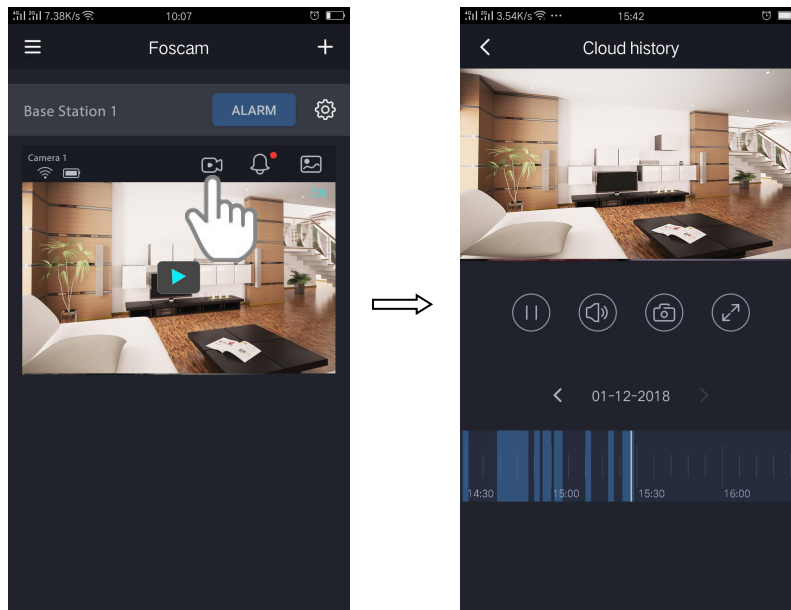 7.38K/s 10:07
Foscam
Base Station 1 ALARM
Camera 1
3.54K/s 15:42
Cloud history
01-12-2018
14:30 15:00 15:30 16:00